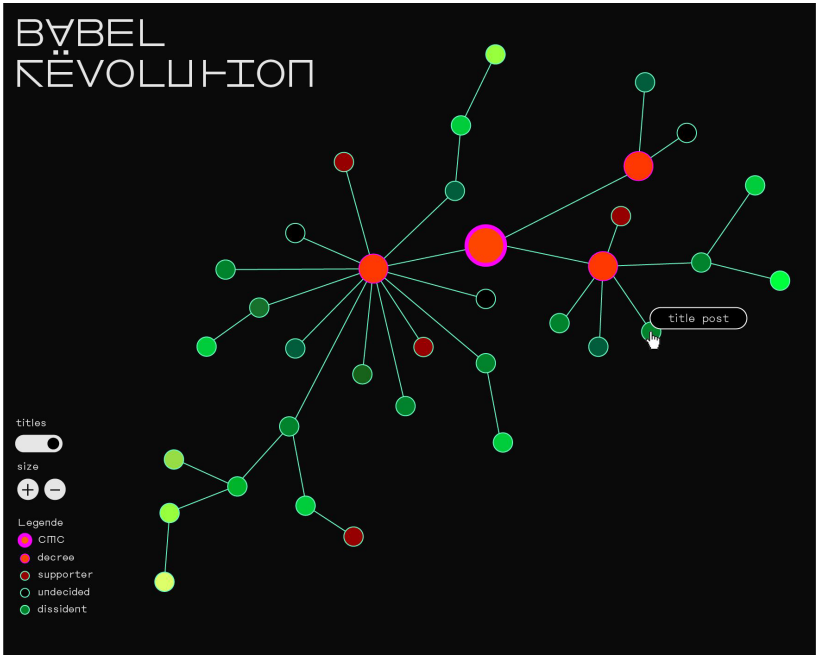 BABEL
RËVOLUTION
title post
titles
size
+ −
Legende
CMC
decree
supporter
undecided
dissident